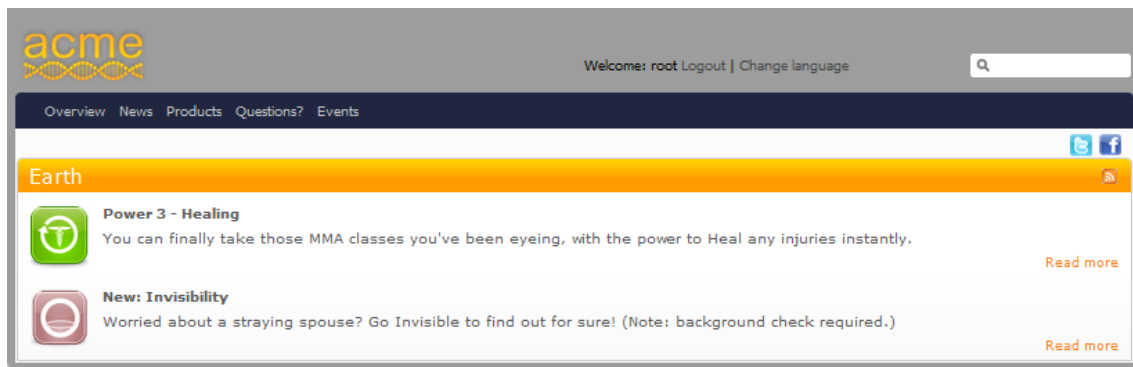 acme
Welcome: root Logout | Change language
Overview News Products Questions? Events
Earth
Power 3 - Healing
You can finally take those MMA classes you've been eyeing, with the power to Heal any injuries instantly.
Read more
New: Invisibility
Worried about a straying spouse? Go Invisible to find out for sure! (Note: background check required.)
Read more